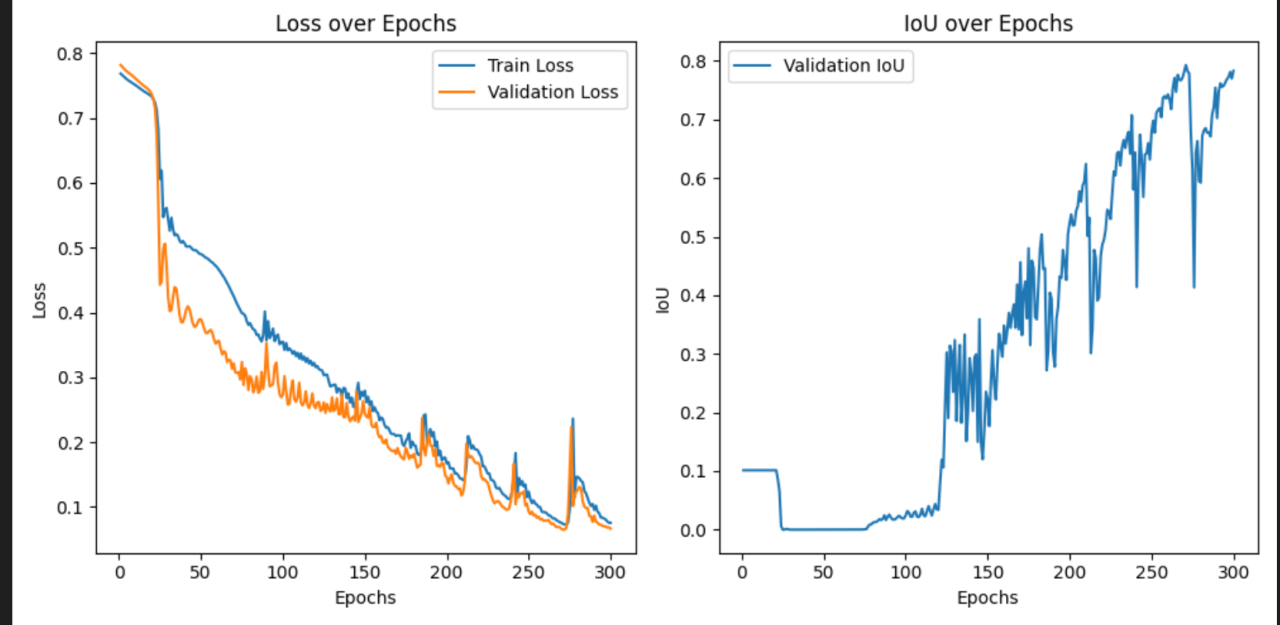 Loss over Epochs
0.8
0.7
0.6
0.5
0.4
0.3
0.2
0.1
Loss
Train Loss
Validation Loss
0 50 100 150 200 250 300
Epochs
IoU over Epochs
0.8
0.7
0.6
0.5
0.4
0.3
0.2
0.1
0.0
IoU
Validation IoU
0 50 100 150 200 250 300
Epochs